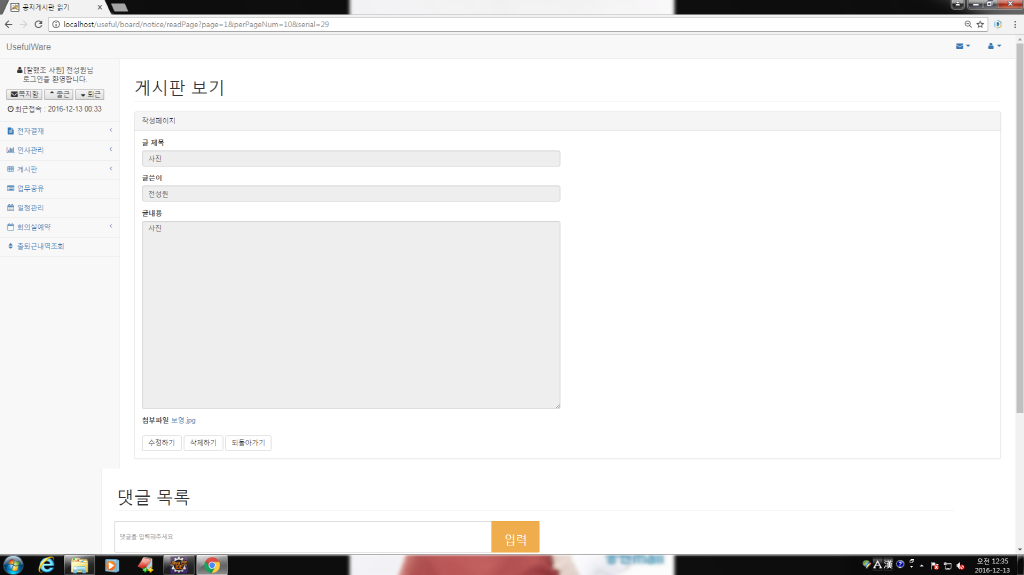 공지게시판 읽기
localhost/useful/board/notice/readPage?page=1&perPageNum=10&serial=29
UsefulWare
[잘했조 사원] 전성원님
로그인을 환영합니다.
쪽지함 출근 퇴근
최근접속 : 2016-12-13 00:33
전자결재
인사관리
게시판
업무공유
일정관리
회의실예약
출퇴근내역조회
게시판 보기
작성페이지
글 제목
사진
글쓴이
전성원
글내용
사진
첨부파일 보영.jpg
수정하기 삭제하기 되돌아가기
댓글 목록
댓글을 입력해주세요
입력
A 漢
오전 12:35
2016-12-13